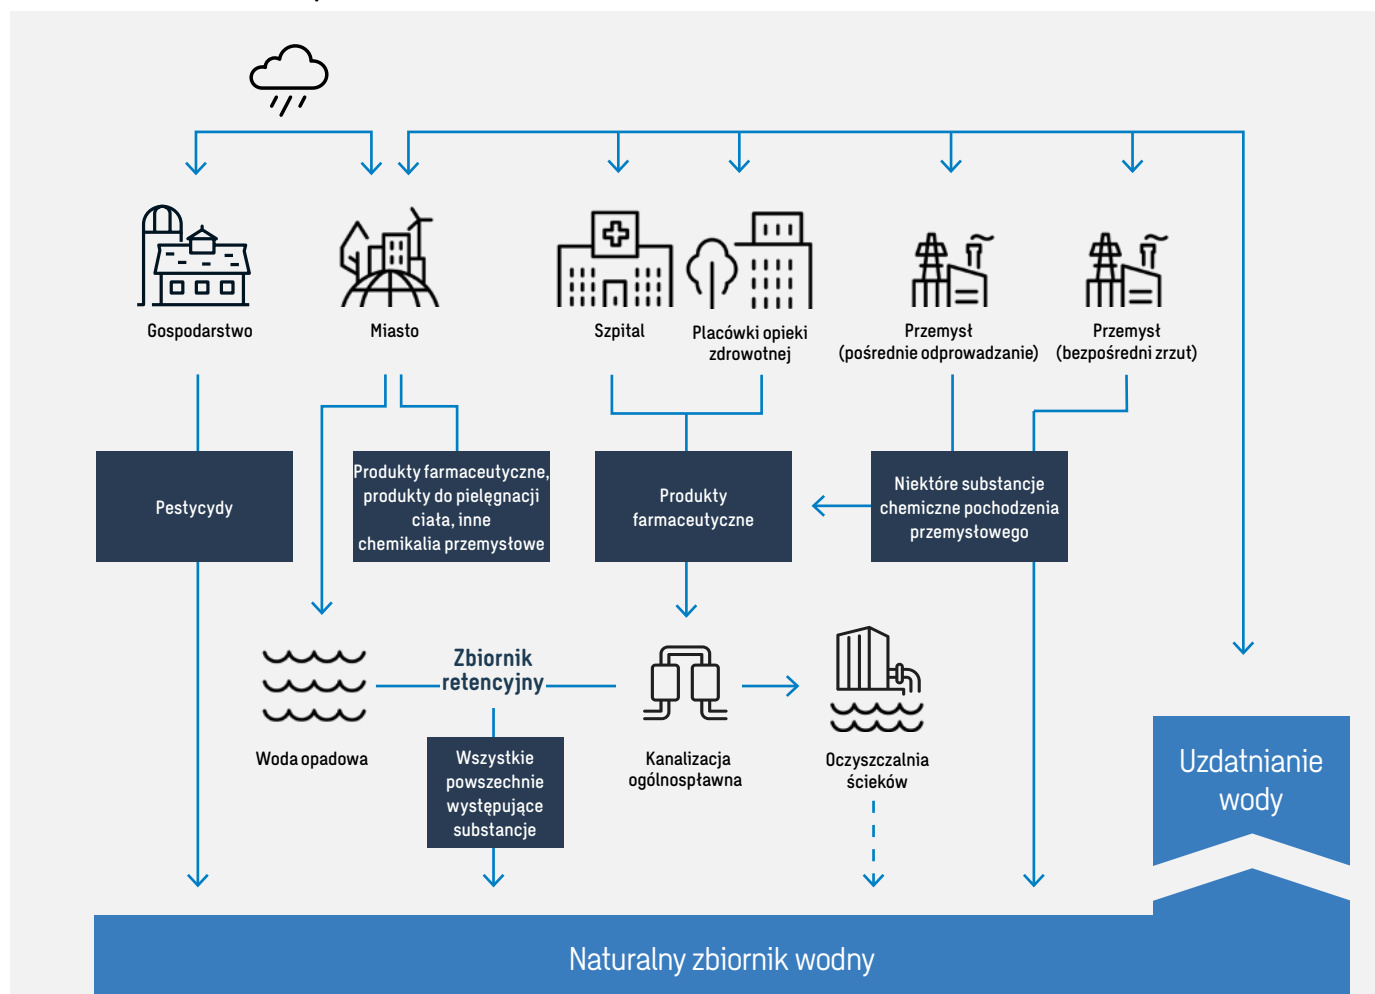 Gospodarstwo
Miasto
Szpital
Placówki opieki
zdrowotnej
Przemysł
(pośrednie odprowadzanie)
Przemysł
(bezpośredni zrzut)
Pestycydy
Produkty farmaceutyczne,
produkty do pielęgnacji
ciała, inne
chemikalia przemysłowe
Produkty
farmaceutyczne
Niektóre substancje
chemiczne pochodzenia
przemysłowego
Zbiornik
retencyjny
Woda opadowa
Wszystkie
powszechnie
występujące
substancje
Kanalizacja
ogólnospławna
Oczyszczalnia
ścieków
Uzdatnianie
wody
Naturalny zbiornik wodny